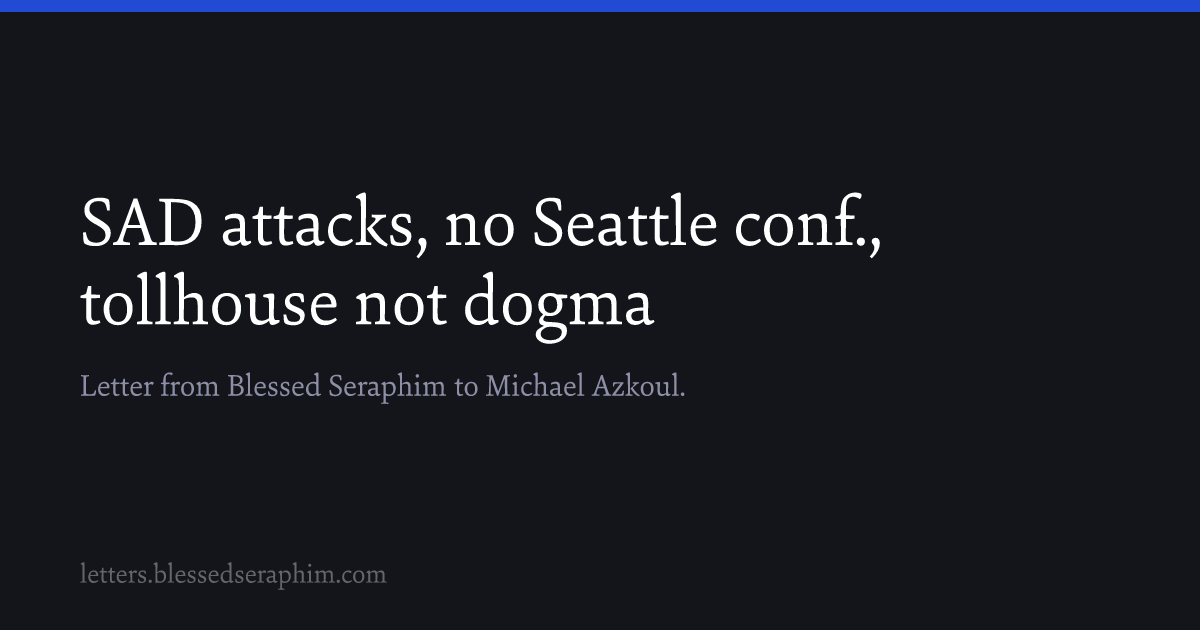 SAD attacks, no Seattle conf.,
tollhouse not dogma
Letter from Blessed Seraphim to Michael Azkoul.
letters.blessedseraphim.com